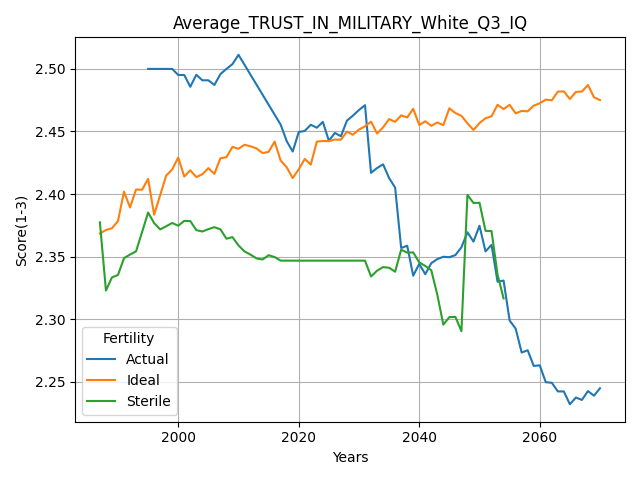 Average_TRUST_IN_MILITARY_White_Q3_IQ
Score(1-3)
2.50
2.45
2.40
2.35
2.30
2.25
Fertility
Actual
Ideal
Sterile
2000
2020
2040
2060
Years